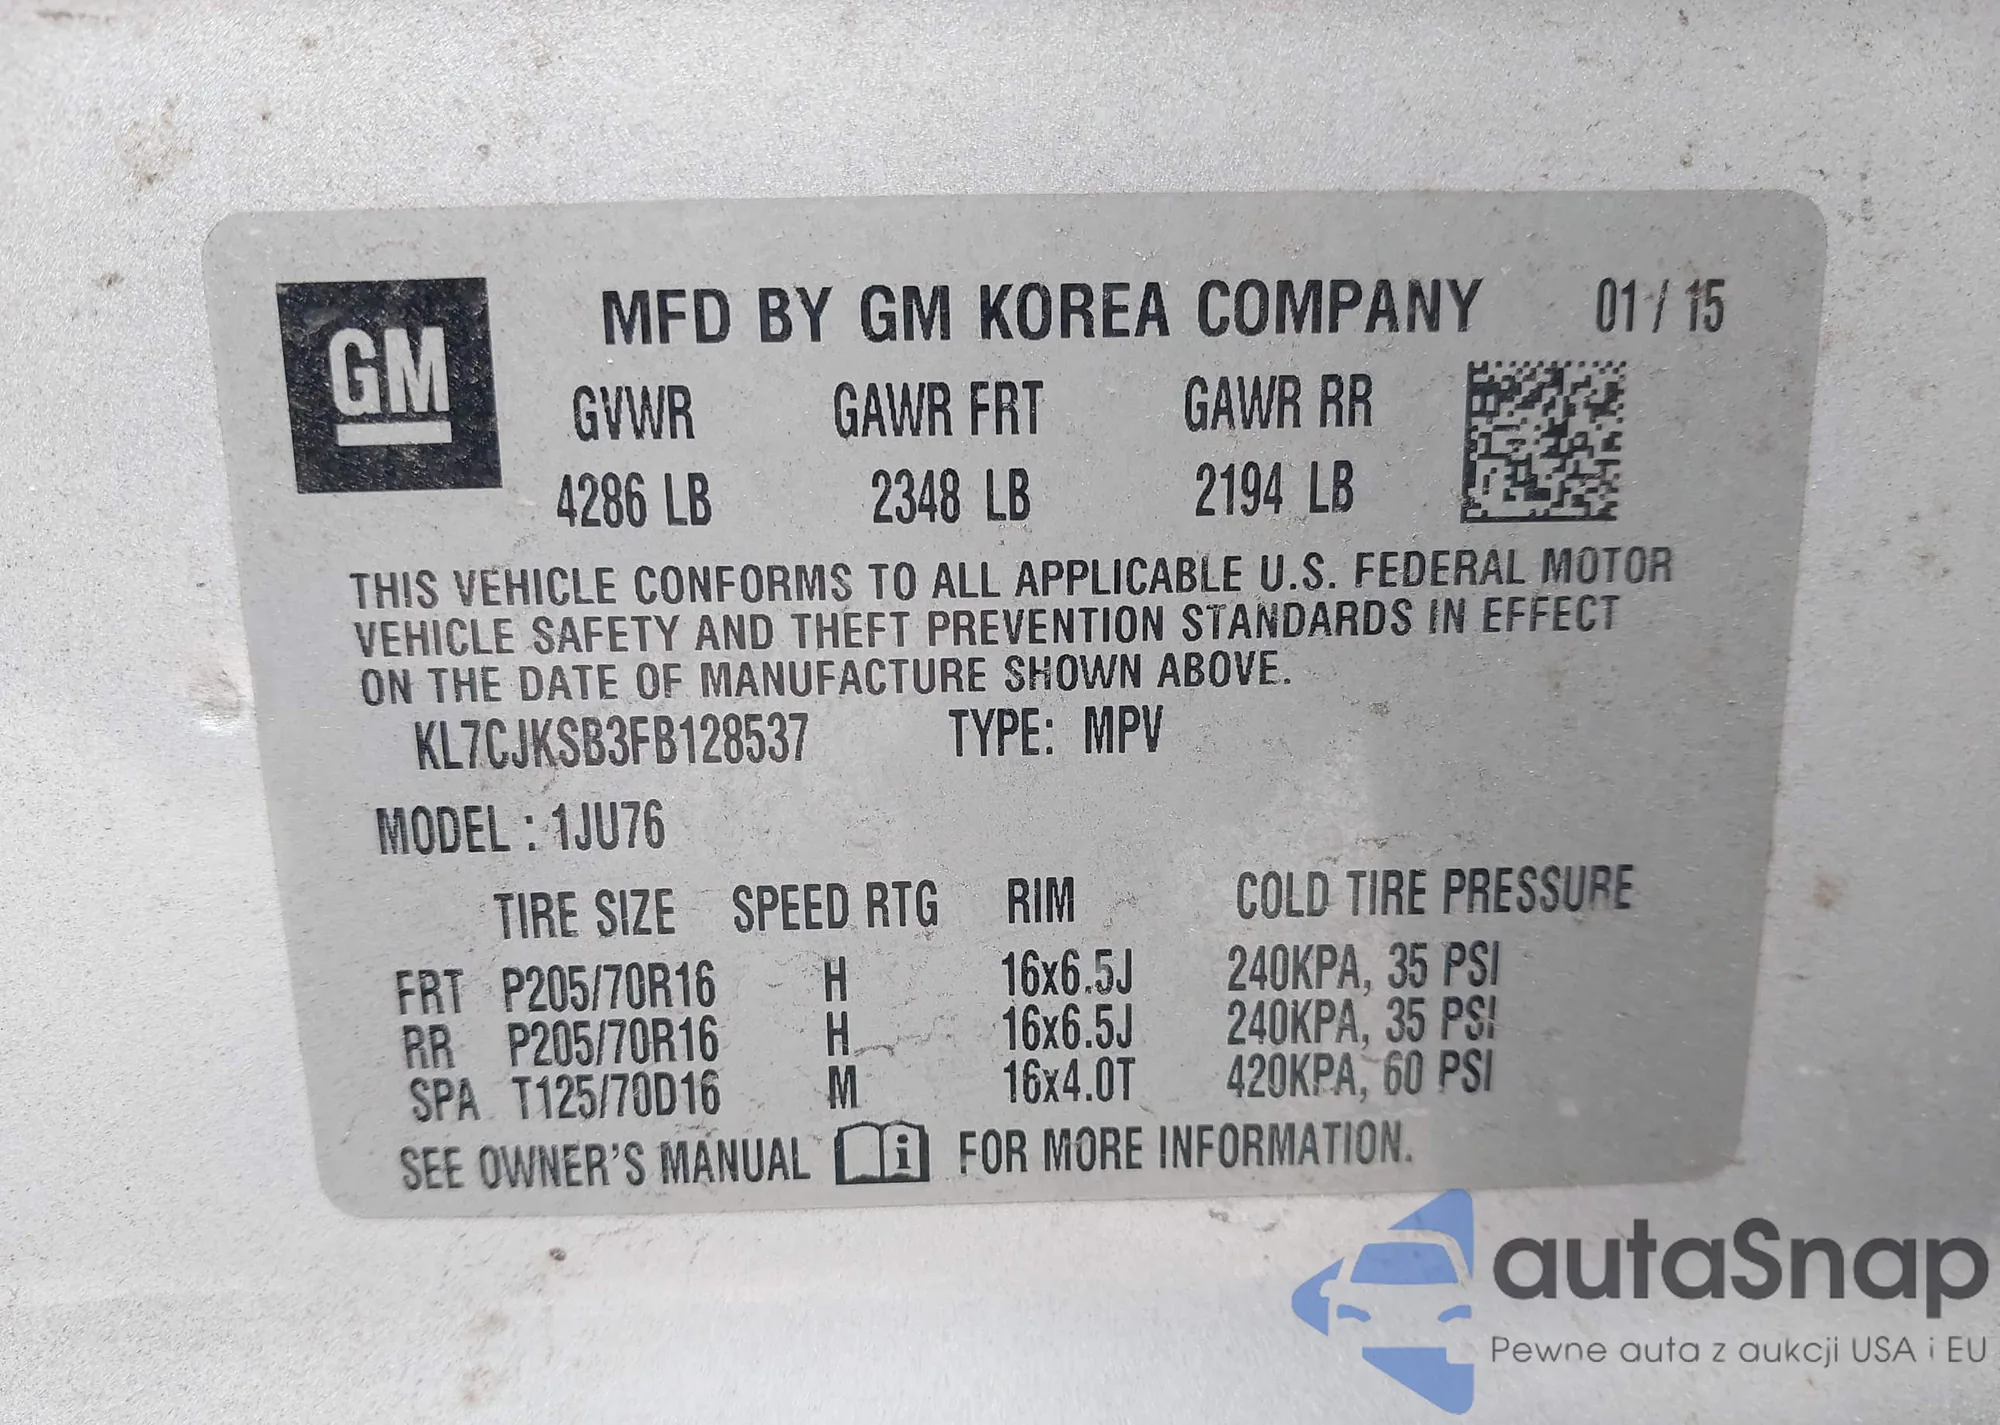 GM
MFD BY GM KOREA COMPANY 01 / 15
GVWR GAWR FRT GAWR RR
4286 LB 2348 LB 2194 LB
THIS VEHICLE CONFORMS TO ALL APPLICABLE U.S. FEDERAL MOTOR
VEHICLE SAFETY AND THEFT PREVENTION STANDARDS IN EFFECT
ON THE DATE OF MANUFACTURE SHOWN ABOVE.
KL7CJKSB3FB128537 TYPE: MPV
MODEL : 1JU76
TIRE SIZE SPEED RTG RIM COLD TIRE PRESSURE
FRT P205/70R16 H 16x6.5J 240KPA, 35 PSI
RR P205/70R16 H 16x6.5J 240KPA, 35 PSI
SPA T125/70D16 M 16x4.0T 420KPA, 60 PSI
SEE OWNER'S MANUAL i FOR MORE INFORMATION.
autaSnap
Pewne auta z aukcji USA i EU